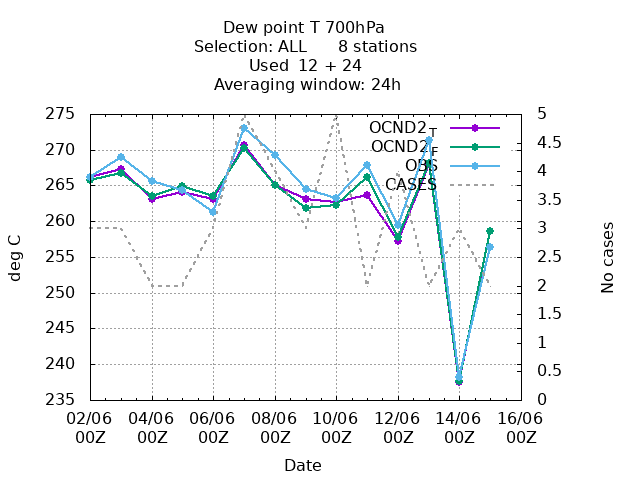 Dew point T 700hPa
Selection: ALL      8 stations
Used  12 + 24
Averaging window: 24h
OCND2_T
OCND2_F
OBS
CASES
275
270
265
260
255
250
245
240
235
5
4.5
4
3.5
3
2.5
2
1.5
1
0.5
0
deg C
No cases
02/06 04/06 06/06 08/06 10/06 12/06 14/06 16/06
00Z 00Z 00Z 00Z 00Z 00Z 00Z 00Z
Date